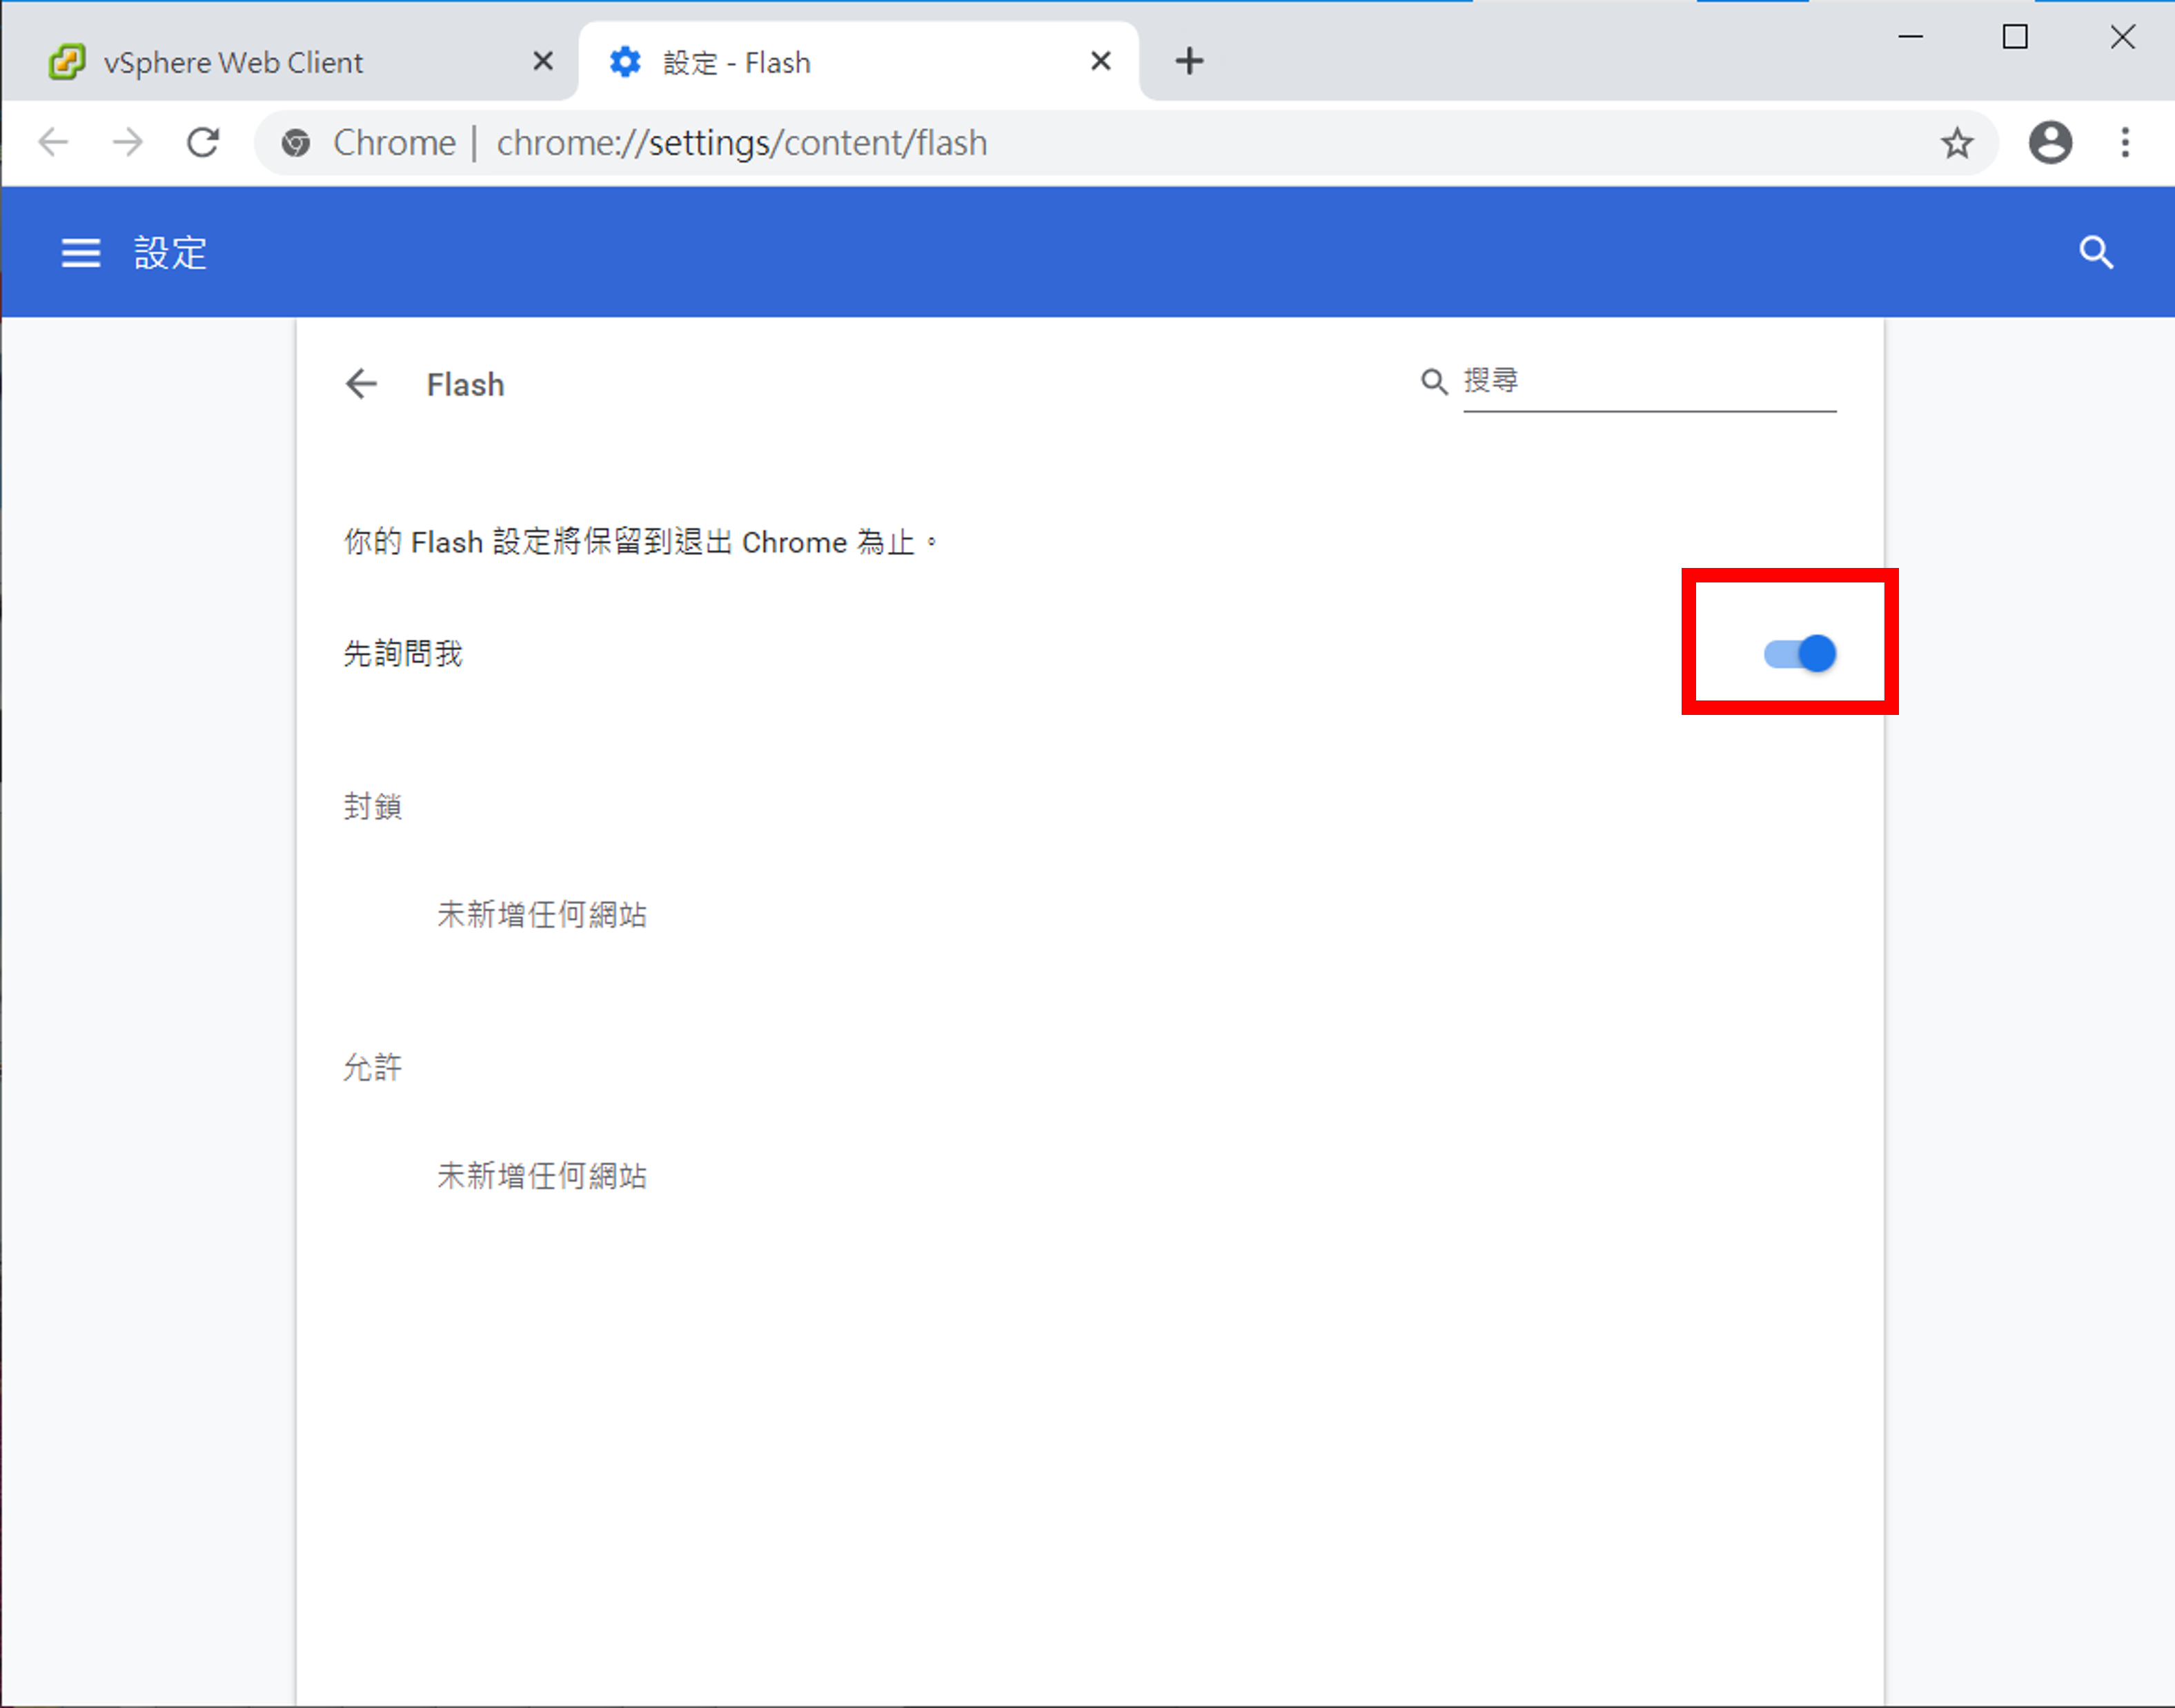 vSphere Web Client
設定 - Flash
Chrome | chrome://settings/content/flash
設定
Flash
搜尋
你的 Flash 設定將保留到退出 Chrome 為止。
先詢問我
封鎖
未新增任何網站
允許
未新增任何網站